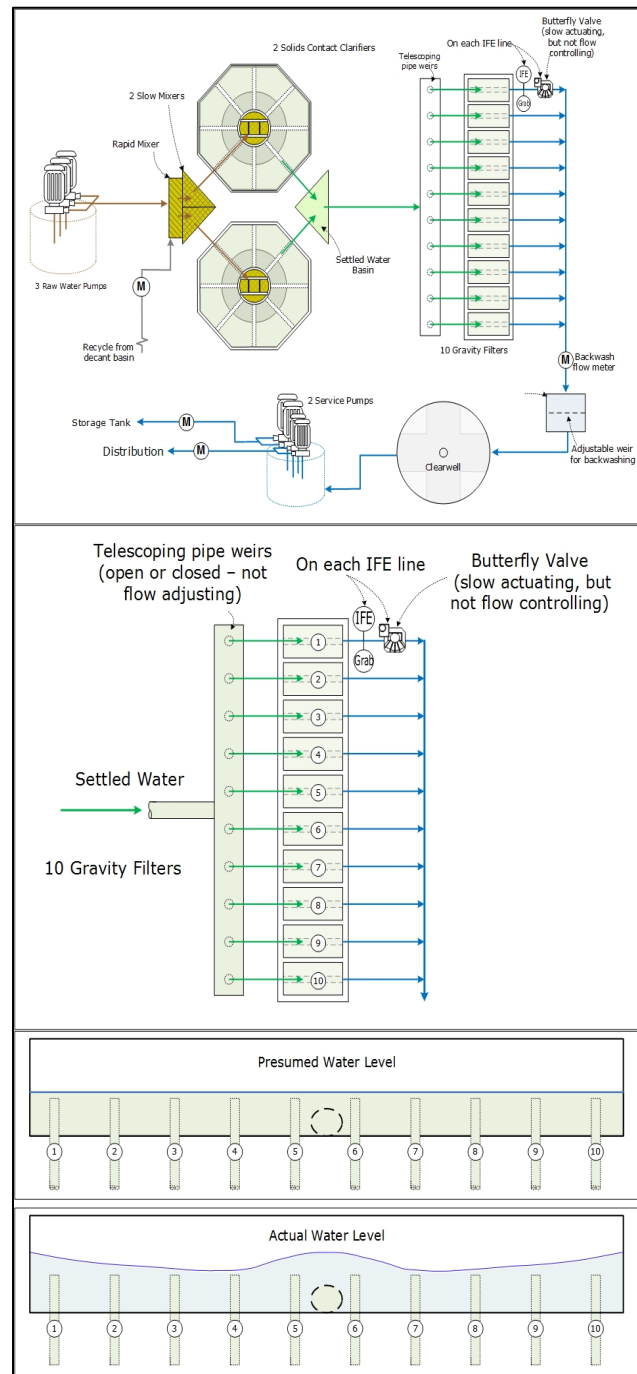 Butterfly Valve
(slow actuating,
but not flow
controlling)
On each IFE line
2 Solids Contact Clarifiers
Telescoping
pipe weirs
IFE
Grab
2 Slow Mixers
Rapid Mixer
3 Raw Water Pumps
M
Recycle from
decant basin
Settled Water
Basin
10 Gravity Filters
M
Backwash
flow meter
2 Service Pumps
Storage Tank
M
Distribution
M
Clearwell
Adjustable weir
for backwashing
Telescoping pipe weirs
(open or closed – not
flow adjusting)
On each IFE line
Butterfly Valve
(slow actuating, but
not flow controlling)
IFE
Grab
1
2
3
4
5
6
7
8
9
10
Settled Water
10 Gravity Filters
Presumed Water Level
1 2 3 4 5 6 7 8 9 10
Actual Water Level
1 2 3 4 5 6 7 8 9 10